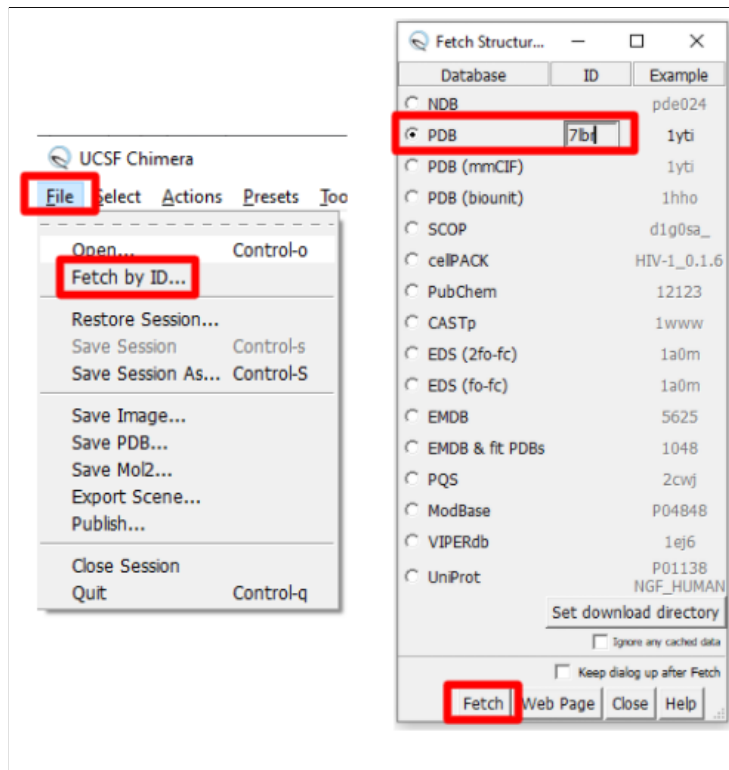 UCSF Chimera
File Select Actions Presets Too
Open... Control-o
Fetch by ID...
Restore Session...
Save Session Control-s
Save Session As... Control-S
Save Image...
Save PDB...
Save Mol2...
Export Scene...
Publish...
Close Session
Quit Control-q
Fetch Structur...
Database ID Example
NDB pde024
PDB 7lbr 1yti
PDB (mmCIF) 1yti
PDB (biounit) 1hho
SCOP d1g0sa_
cellPACK HIV-1_0.1.6
PubChem 12123
CASTp 1www
EDS (2fo-fc) 1a0m
EDS (fo-fc) 1a0m
EMDB 5625
EMDB & fit PDBs 1048
PQS 2cwj
ModBase P04848
VIPERdb 1ej6
UniProt P01138
NGF_HUMAN
Set download directory
Ignore any cached data
Keep dialog up after Fetch
Fetch Web Page Close Help